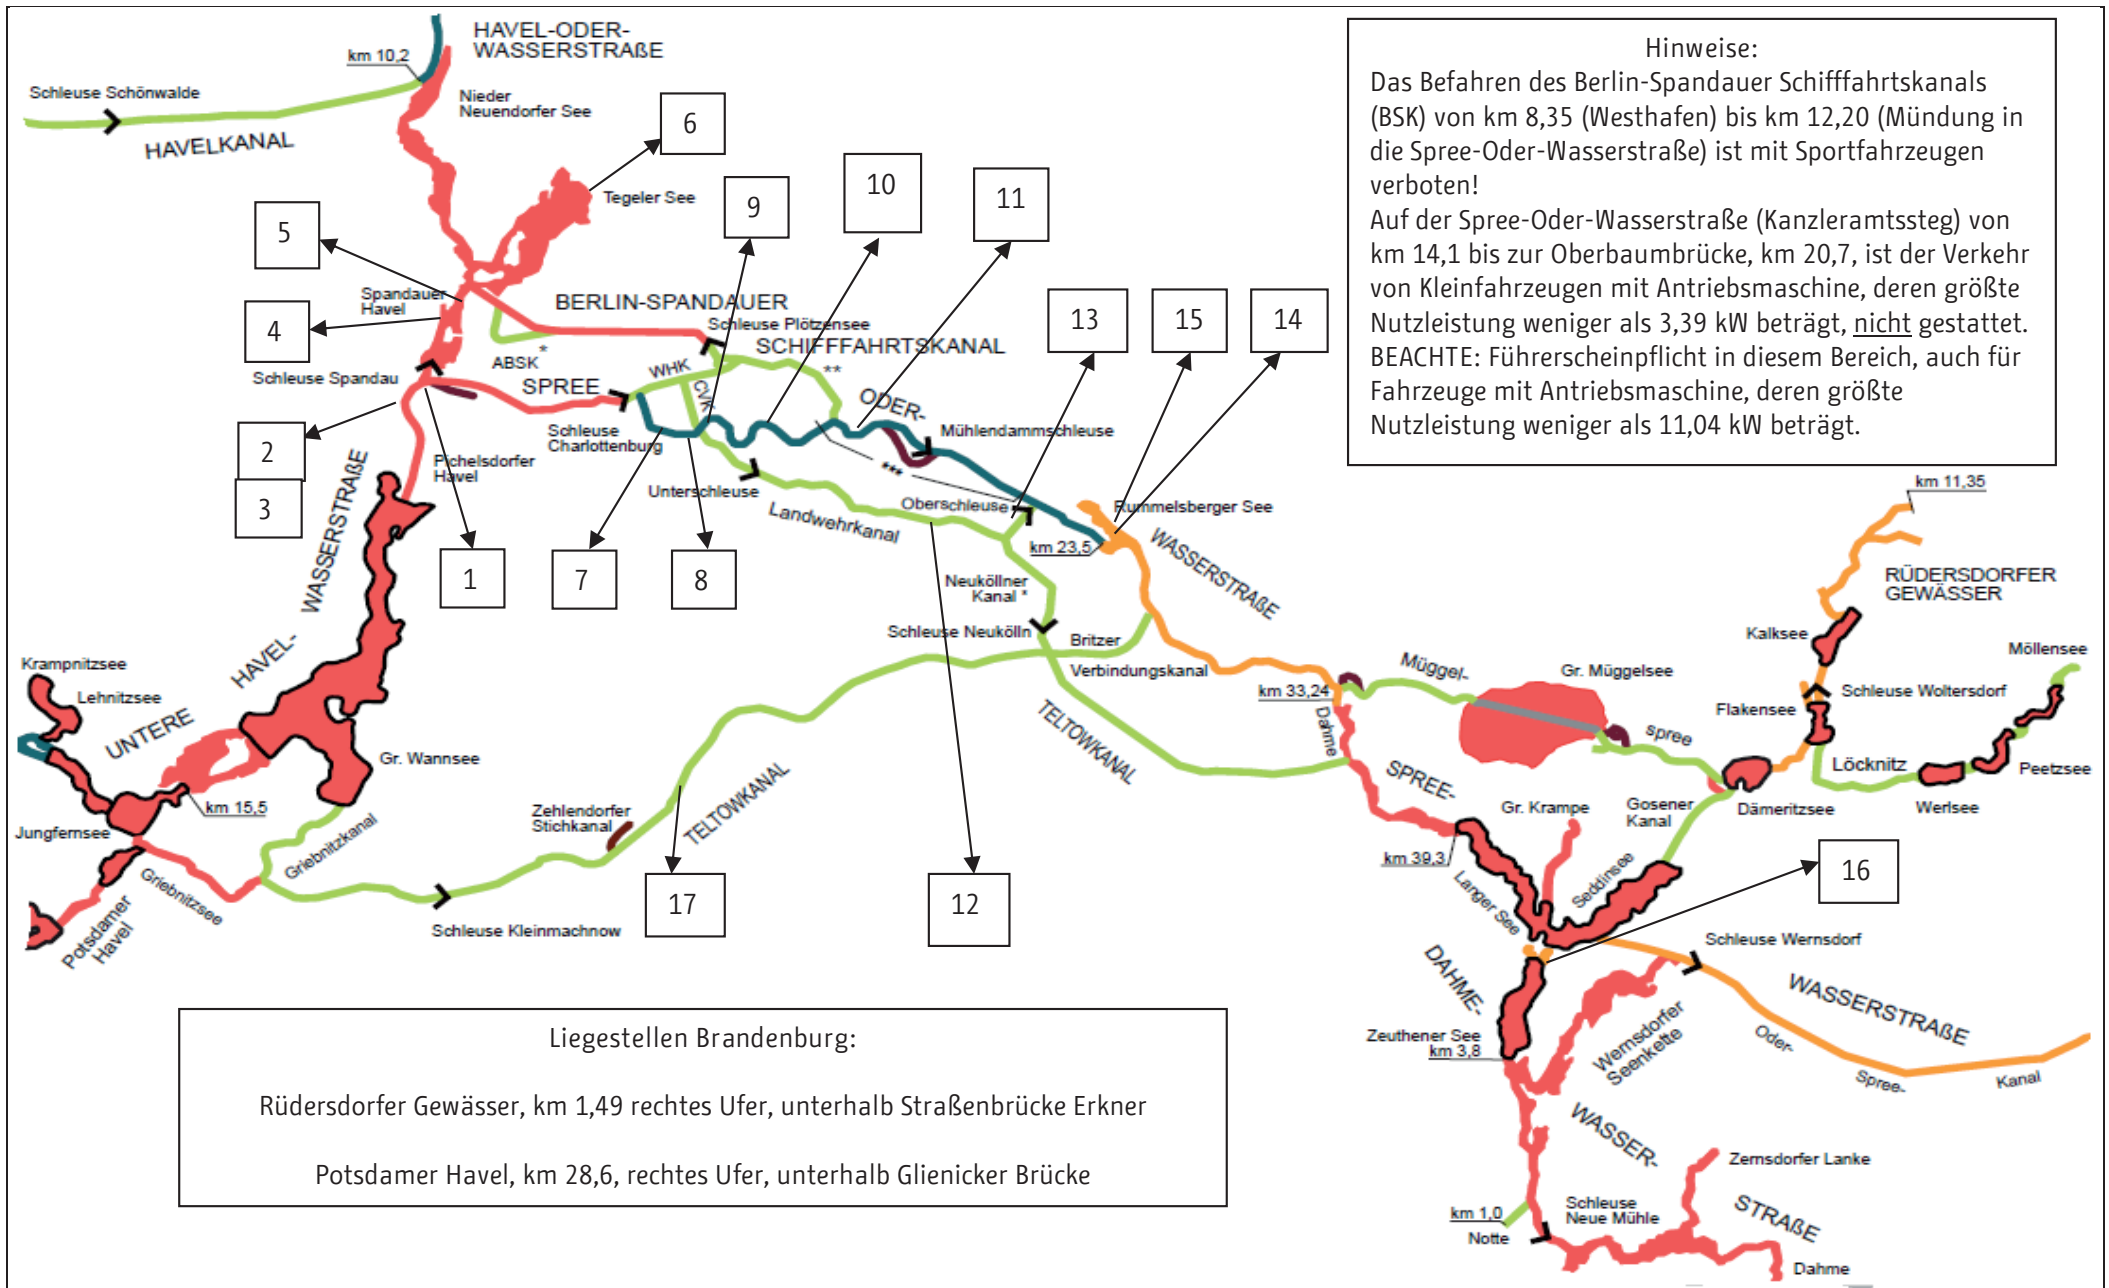 HAVEL-ODER-
WASSERSTRAßE
km 10,2
Schleuse Schönwalde
HAVELKANAL
Nieder
Neuendorfer See
6
Tegeler See
5
4
Spandauer
Havel
9
10
11
BERLIN-SPANDAUER
Schleuse Plötzensee
SCHIFFFAHRTSKANAL
ABSK
*
**
WHK
CVK
Schleuse Spandau
SPREE
ODER-
Schleuse
Charlottenburg
Mühlendammschleuse
***
13
15
14
2
3
Pichelsdorfer
Havel
1
7
8
Unterschleuse
Landwehrkanal
Oberschleuse
Rummelsberger See
km 23,5
WASSERSTRAßE
Neuköllner
Kanal *
Schleuse Neukölln
Britzer
Verbindungskanal
UNTERE
HAVEL-
WASSERSTRAßE
Krampnitzsee
Lehnitzsee
Gr. Wannsee
km 15,5
Jungfernsee
Griebnitzkanal
Griebnitzsee
Potsdamer
Havel
Zehlendorfer
Stichkanal
TELTOWKANAL
TELTOWKANAL
Schleuse Kleinmachnow
17
12
Hinweise:
Das Befahren des Berlin-Spandauer Schifffahrtskanals
(BSK) von km 8,35 (Westhafen) bis km 12,20 (Mündung in
die Spree-Oder-Wasserstraße) ist mit Sportfahrzeugen
verboten!
Auf der Spree-Oder-Wasserstraße (Kanzleramtssteg) von
km 14,1 bis zur Oberbaumbrücke, km 20,7, ist der Verkehr
von Kleinfahrzeugen mit Antriebsmaschine, deren größte
Nutzleistung weniger als 3,39 kW beträgt, nicht gestattet.
BEACHTE: Führerscheinpflicht in diesem Bereich, auch für
Fahrzeuge mit Antriebsmaschine, deren größte
Nutzleistung weniger als 11,04 kW beträgt.
km 11,35
RÜDERSDORFER
GEWÄSSER
Kalksee
Möllensee
Schleuse Woltersdorf
Flakensee
Löcknitz
Peetzsee
Werlsee
Dämeritzsee
km 33,24
Müggel-
Gr. Müggelsee
spree
Dahme
SPREE-
Gr. Krampe
Gosener
Kanal
km 39,3
Langer See
Seddinsee
16
Schleuse Wernsdorf
WASSERSTRAßE
Oder-
Spree-
Kanal
DAHME-
Zeuthener See
km 3,8
Wernsdorfer
Seenkette
WASSER-
STRAßE
Zernsdorfer Lanke
km 1,0
Notte
Schleuse
Neue Mühle
Dahme
Liegestellen Brandenburg:
Rüdersdorfer Gewässer, km 1,49 rechtes Ufer, unterhalb Straßenbrücke Erkner
Potsdamer Havel, km 28,6, rechtes Ufer, unterhalb Glienicker Brücke